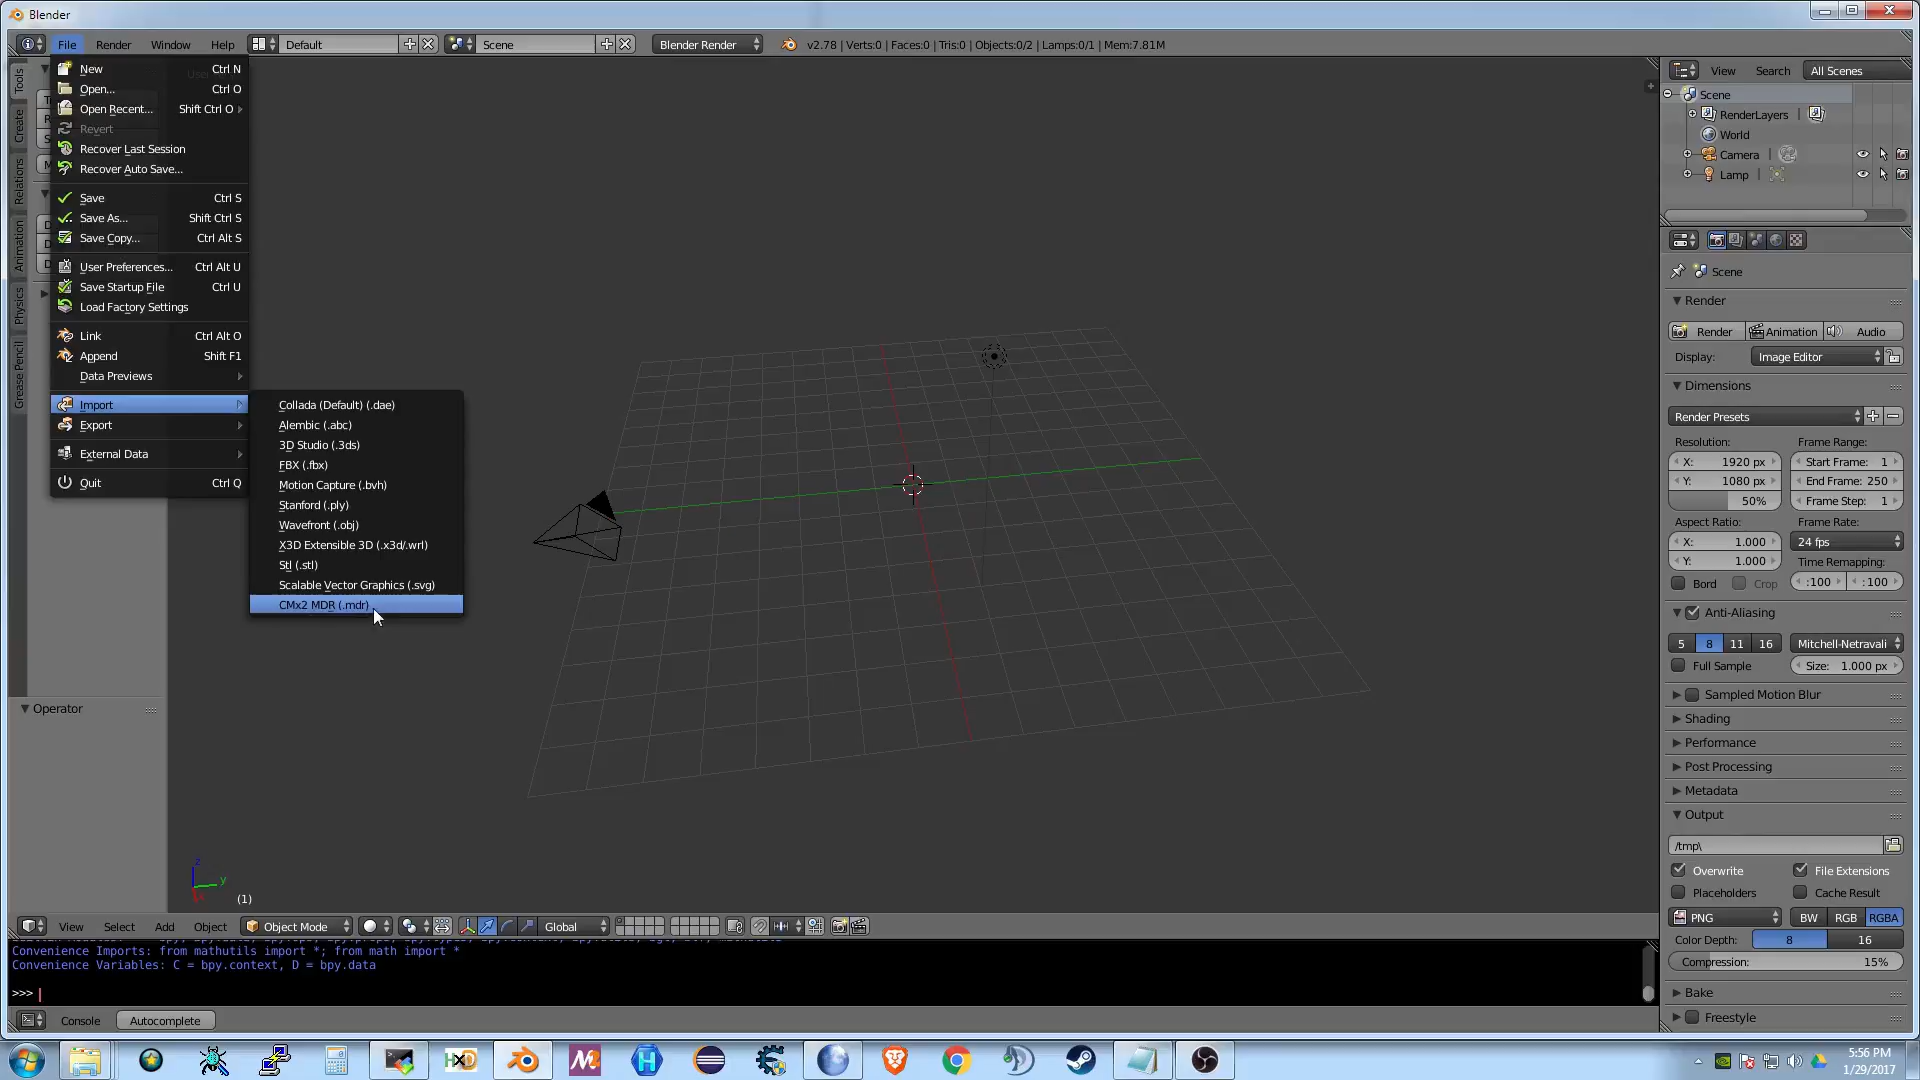 Blender
File Render Window Help Default Scene Blender Render v2.78 | Verts:0 | Faces:0 | Tris:0 | Objects:0/2 | Lamps:0/1 | Mem:7.81M
New Ctrl N
Open... Ctrl O
Open Recent... Shift Ctrl O
Revert
Recover Last Session
Recover Auto Save...
Save Ctrl S
Save As... Shift Ctrl S
Save Copy... Ctrl Alt S
User Preferences... Ctrl Alt U
Save Startup File Ctrl U
Load Factory Settings
Link Ctrl Alt O
Append Shift F1
Data Previews
Import
Export
External Data
Quit Ctrl Q
Collada (Default) (.dae)
Alembic (.abc)
3D Studio (.3ds)
FBX (.fbx)
Motion Capture (.bvh)
Stanford (.ply)
Wavefront (.obj)
X3D Extensible 3D (.x3d/.wrl)
Stl (.stl)
Scalable Vector Graphics (.svg)
CMx2 MDR (.mdr)
Tools
Create
Relations
Animation
Physics
Grease Pencil
Operator
z
y
(1)
View Select Add Object Object Mode Global
Convenience Imports: from mathutils import *; from math import *
Convenience Variables: C = bpy.context, D = bpy.data
>>>
Console Autocomplete
View Search All Scenes
Scene
RenderLayers |
World
Camera |
Lamp |
Scene
Render
Render Animation Audio
Display: Image Editor
Dimensions
Render Presets
Resolution: Frame Range:
X: 1920 px Start Frame: 1
Y: 1080 px End Frame: 250
50% Frame Step: 1
Aspect Ratio: Frame Rate:
X: 1.000 24 fps
Y: 1.000 Time Remapping:
Bord Crop :100 :100
Anti-Aliasing
5 8 11 16 Mitchell-Netravali
Full Sample Size: 1.000 px
Sampled Motion Blur
Shading
Performance
Post Processing
Metadata
Output
/tmp\
Overwrite File Extensions
Placeholders Cache Result
PNG BW RGB RGBA
Color Depth: 8 16
Compression: 15%
Bake
Freestyle
5:56 PM
1/29/2017